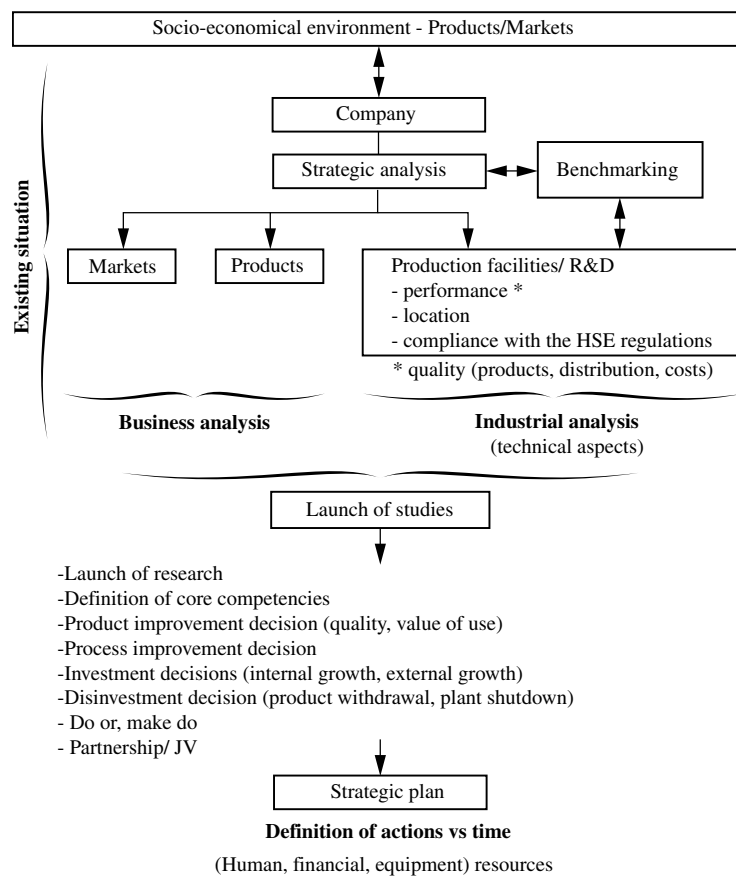 Socio-economical environment - Products/Markets
Company
Strategic analysis
Benchmarking
Existing situation
Markets
Products
Production facilities/ R&D
- performance *
- location
- compliance with the HSE regulations
* quality (products, distribution, costs)
Business analysis
Industrial analysis
(technical aspects)
Launch of studies
-Launch of research
-Definition of core competencies
-Product improvement decision (quality, value of use)
-Process improvement decision
-Investment decisions (internal growth, external growth)
-Disinvestment decision (product withdrawal, plant shutdown)
- Do or, make do
- Partnership/ JV
Strategic plan
Definition of actions vs time
(Human, financial, equipment) resources